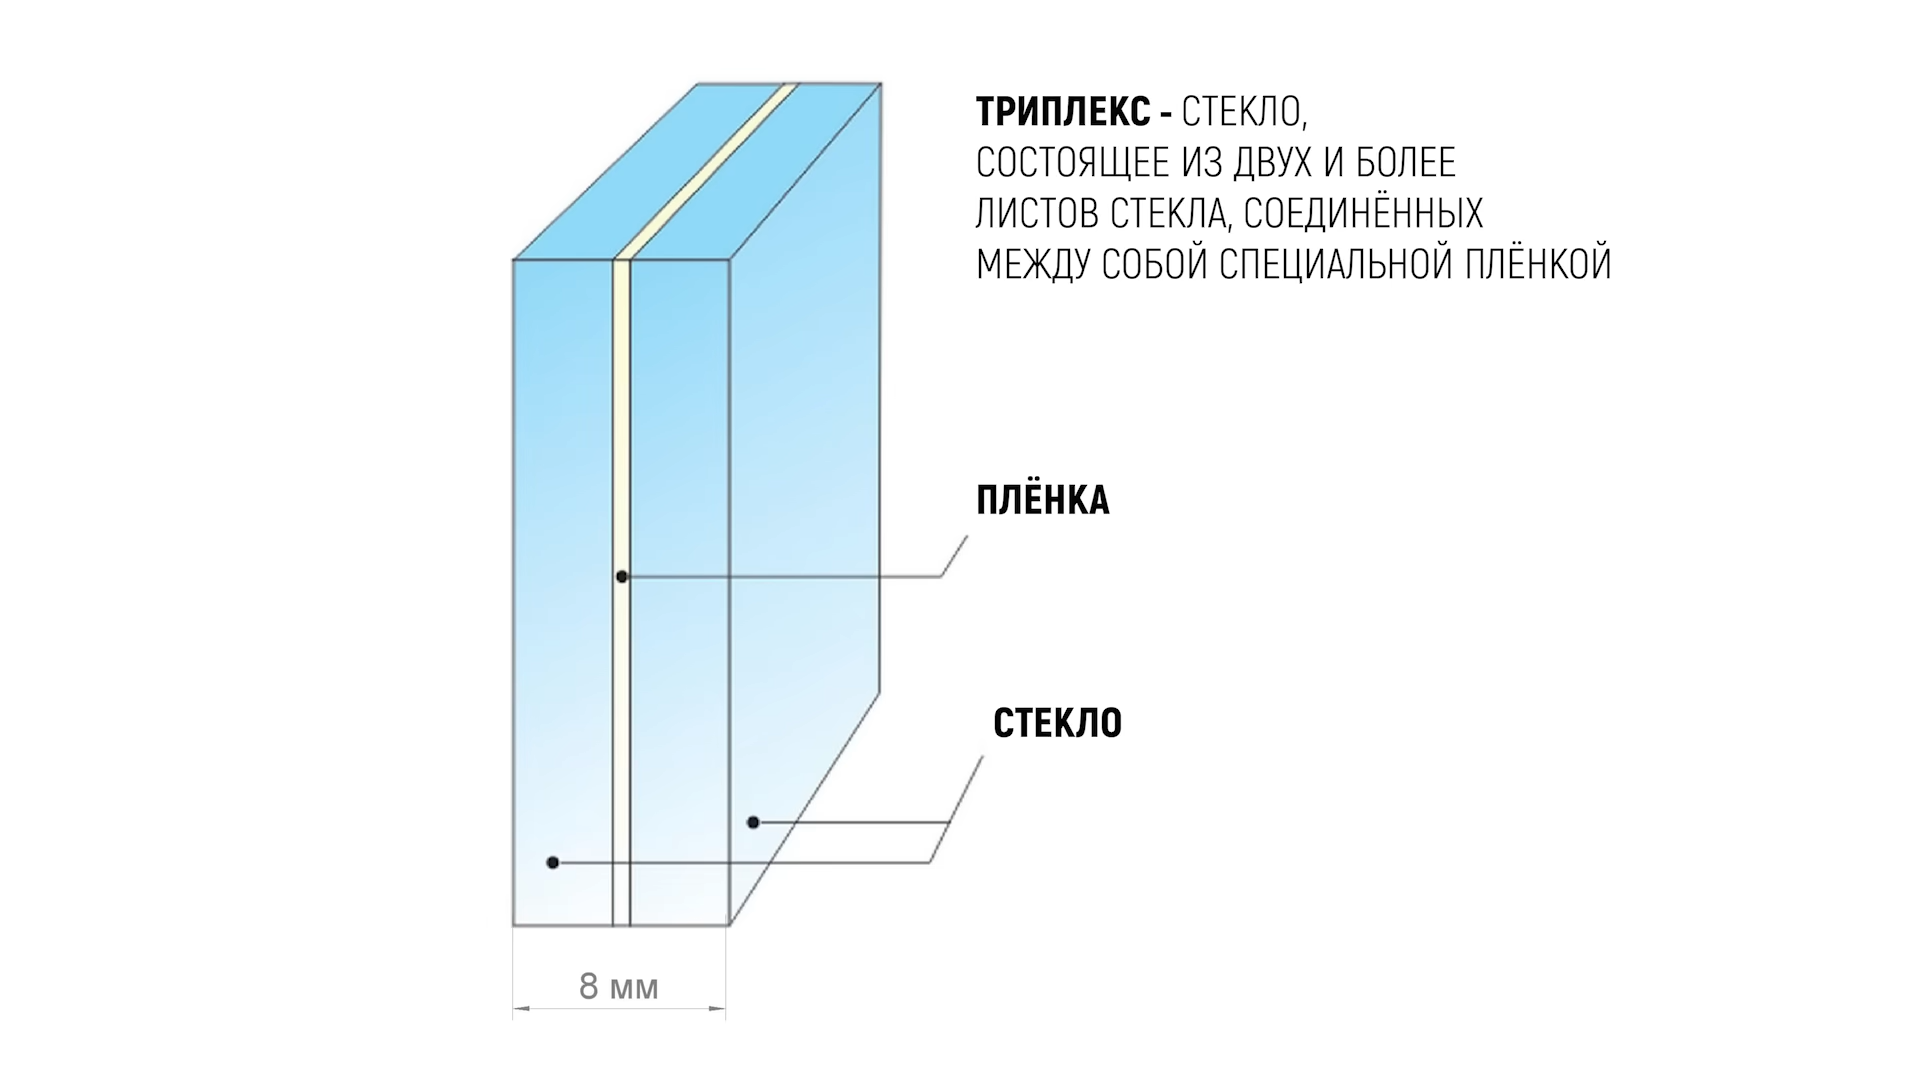 ТРИПЛЕКС - СТЕКЛО,
СОСТОЯЩЕЕ ИЗ ДВУХ И БОЛЕЕ
ЛИСТОВ СТЕКЛА, СОЕДИНЁННЫХ
МЕЖДУ СОБОЙ СПЕЦИАЛЬНОЙ ПЛЁНКОЙ
ПЛЁНКА
СТЕКЛО
8 мм